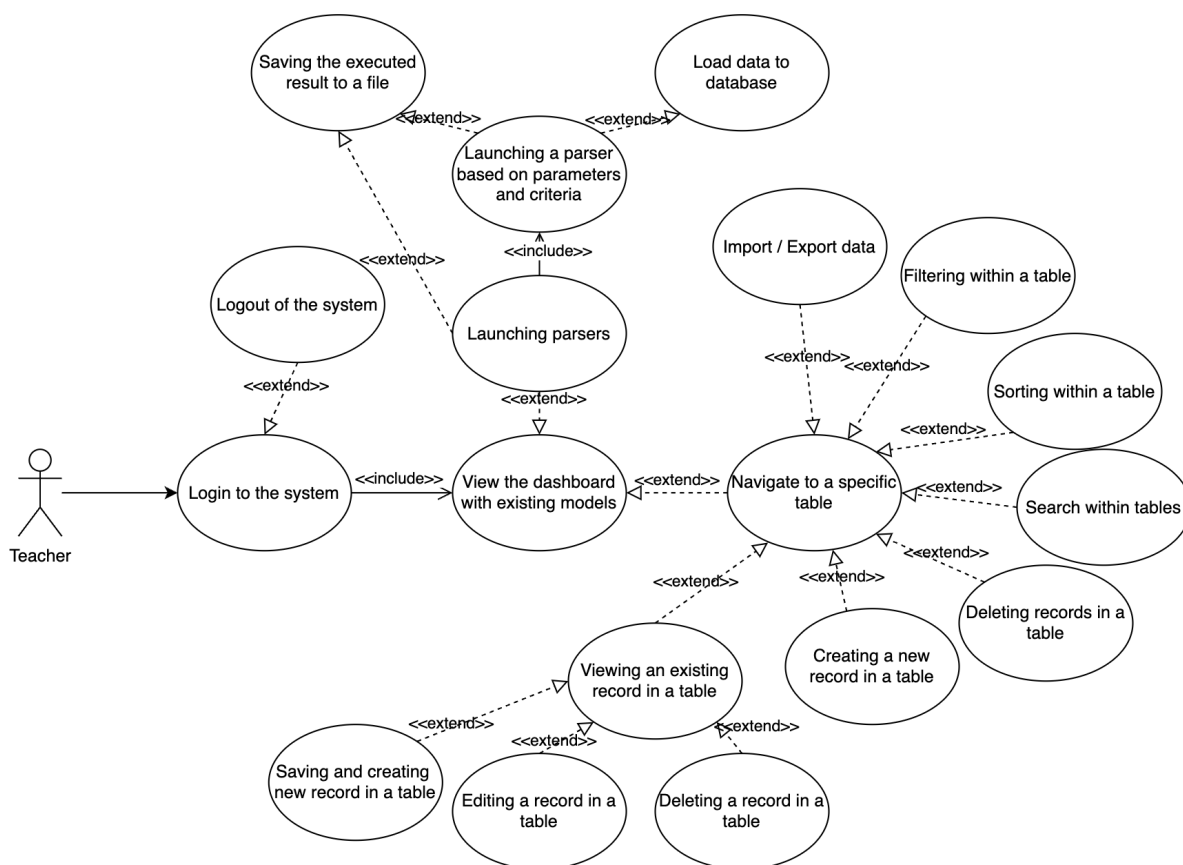 Saving the executed
result to a file
Load data to
database
<<extend>>
<<extend>>
Launching a parser
based on parameters
and criteria
<<include>>
Import / Export data
<<extend>>
Filtering within a table
Logout of the system
Launching parsers
<<extend>>
<<extend>>
<<extend>>
<<extend>>
Sorting within a table
<<extend>>
<<extend>>
Login to the system
<<include>>
View the dashboard
with existing models
<<extend>>
Navigate to a specific
table
<<extend>>
Search within tables
Teacher
<<extend>>
<<extend>>
<<extend>>
Deleting records in a
table
Creating a new
record in a table
Viewing an existing
record in a table
<<extend>>
<<extend>>
<<extend>>
Saving and creating
new record in a table
Editing a record in a
table
Deleting a record in a
table